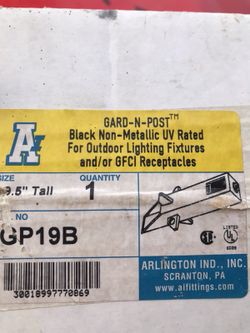 GARD-N-POST™
Black Non-Metallic UV Rated
For Outdoor Lighting Fixtures
and/or GFCI Receptacles
SIZE QUANTITY
9.5" Tall 1
NO
GP19B
LISTED
ARLINGTON IND., INC.
SCRANTON, PA
www.aifittings.com
30018997770869